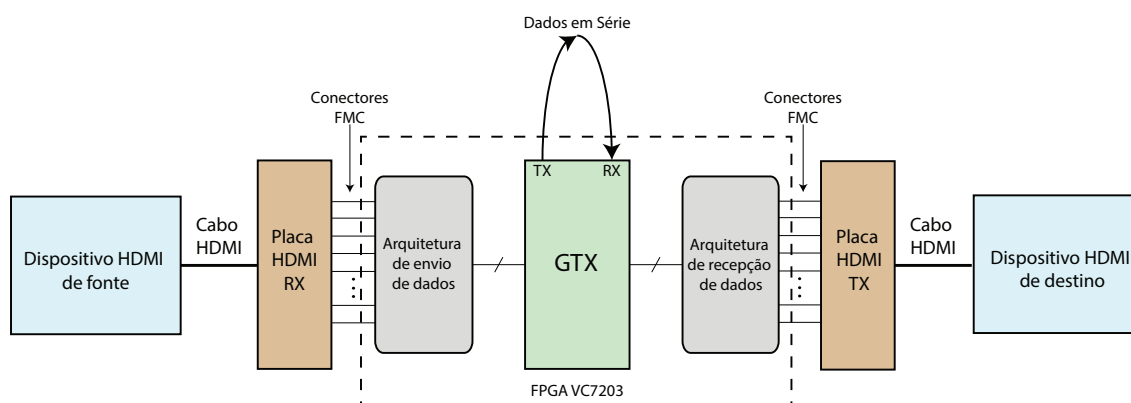 Dados em Série
Conectores
FMC
Conectores
FMC
TX
RX
Dispositivo HDMI
de fonte
Cabo
HDMI
Placa
HDMI
RX
Arquitetura
de envio
de dados
GTX
Arquitetura
de recepção
de dados
Placa
HDMI
TX
Cabo
HDMI
Dispositivo HDMI
de destino
FPGA VC7203